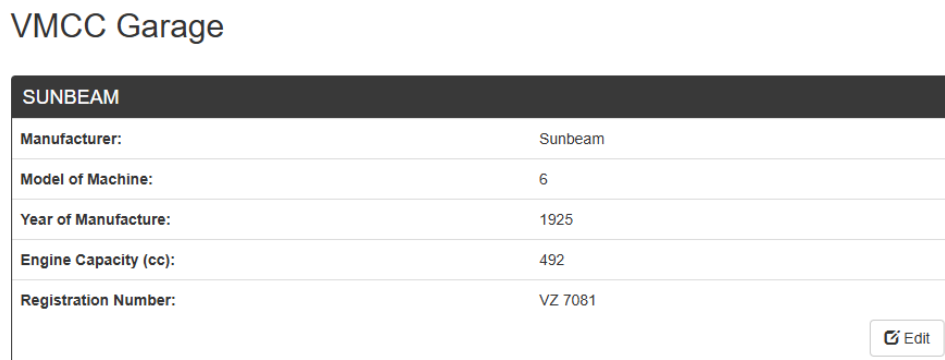 VMCC Garage
SUNBEAM
Manufacturer: Sunbeam
Model of Machine: 6
Year of Manufacture: 1925
Engine Capacity (cc): 492
Registration Number: VZ 7081
Edit